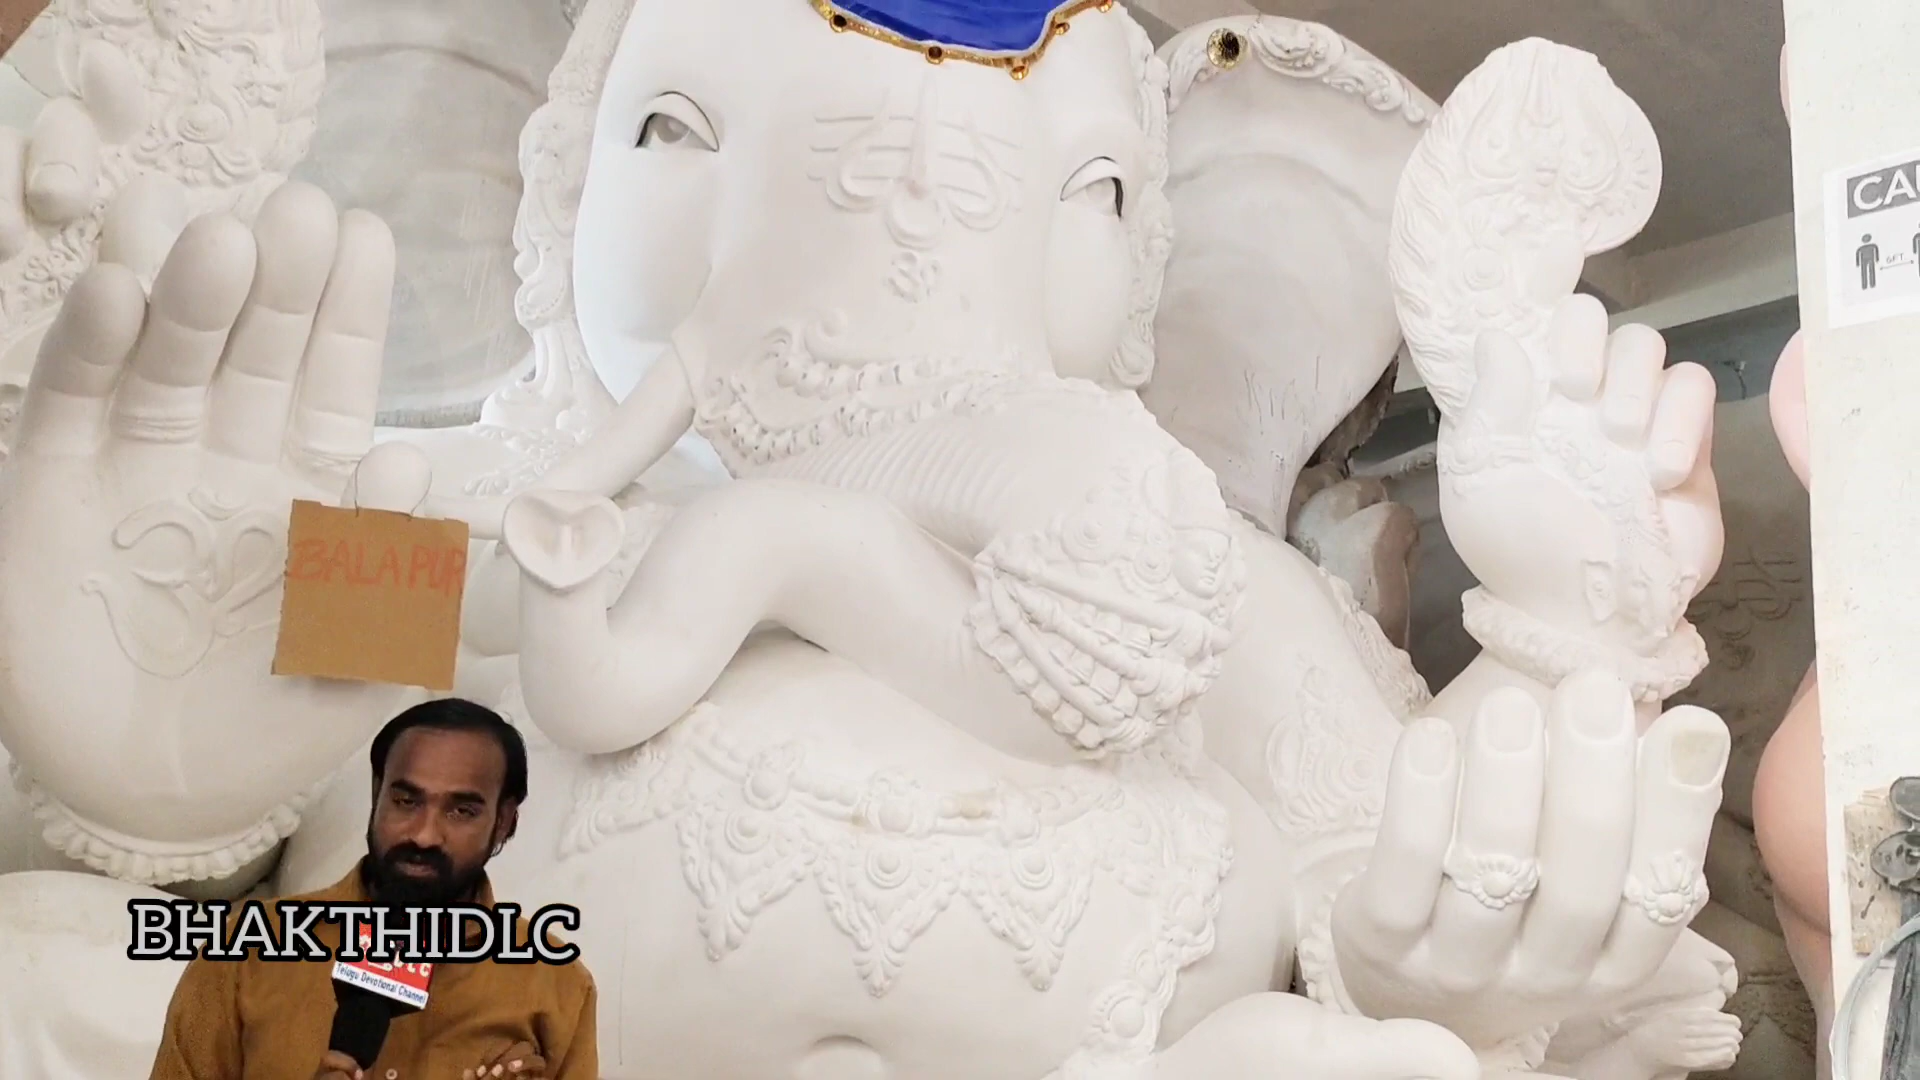 CA
6FT
ॐ
ॐ
BALAPUR
BHAKTHIDLC
Telugu Devotional Channel